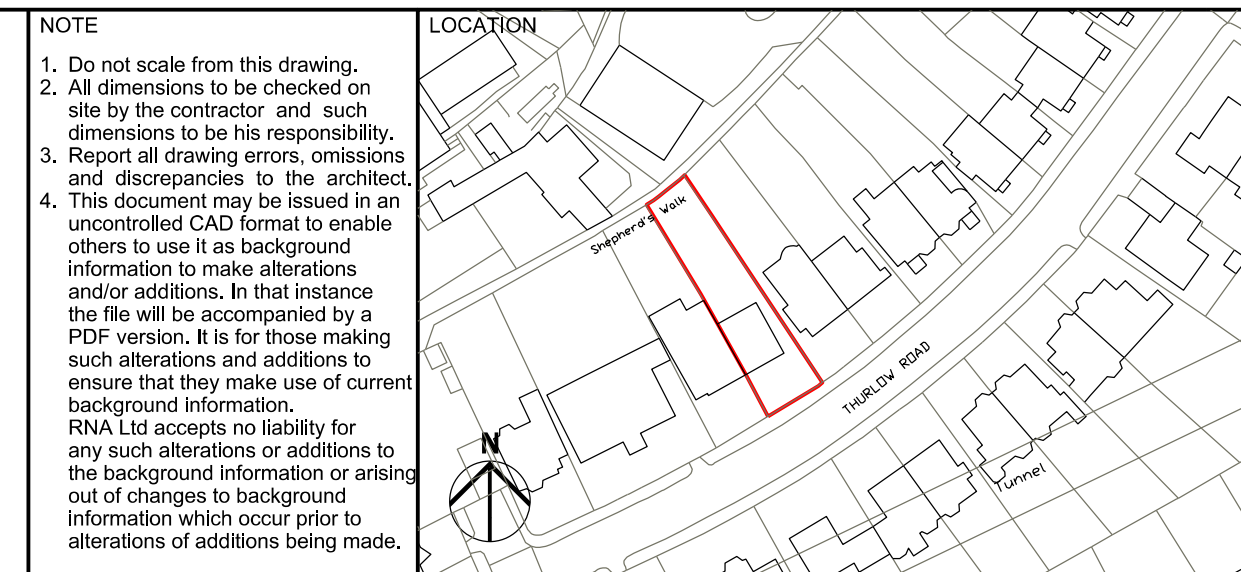 NOTE
1. Do not scale from this drawing.
2. All dimensions to be checked on
site by the contractor and such
dimensions to be his responsibility.
3. Report all drawing errors, omissions
and discrepancies to the architect.
4. This document may be issued in an
uncontrolled CAD format to enable
others to use it as background
information to make alterations
and/or additions. In that instance
the file will be accompanied by a
PDF version. It is for those making
such alterations and additions to
ensure that they make use of current
background information.
RNA Ltd accepts no liability for
any such alterations or additions to
the background information or arising
out of changes to background
information which occur prior to
alterations of additions being made.
LOCATION
Shepherd's Walk
THURLOW ROAD
Tunnel
N